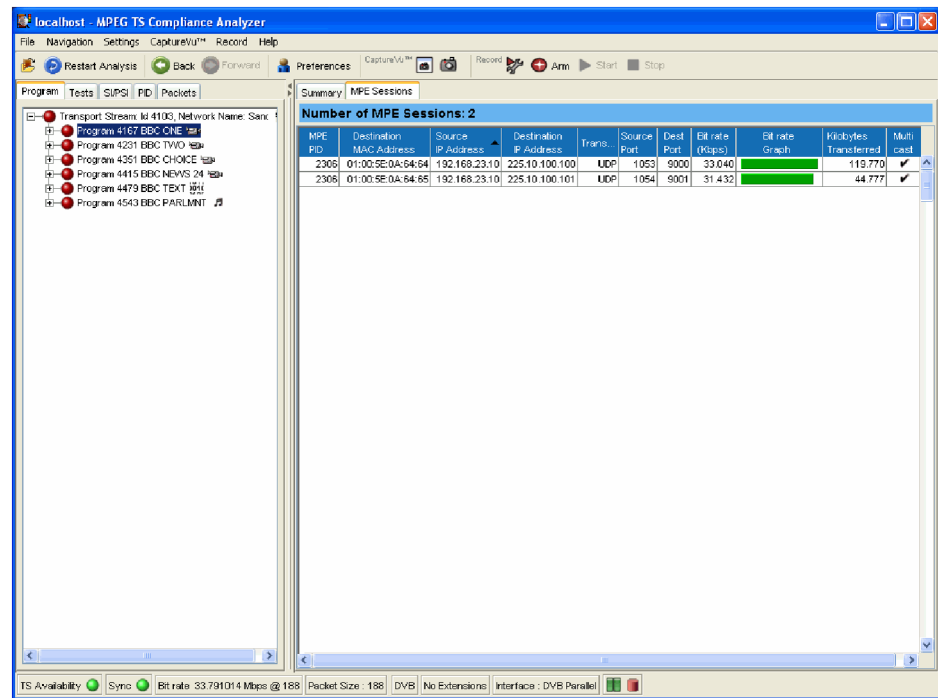 localhost - MPEG TS Compliance Analyzer
File Navigation Settings CaptureVu™ Record Help
Restart Analysis Back Forward Preferences CaptureVu™ Record Arm Start Stop
Program Tests SI/PSI PID Packets
Summary MPE Sessions
Transport Stream: Id 4103, Network Name:
Program 4167 BBC ONE
Program 4231 BBC TWO
Program 4351 BBC CHOICE
Program 4415 BBC NEWS 24
Program 4479 BBC TEXT
Program 4543 BBC PARLMNT
Number of MPE Sessions: 2
MPE PID Destination MAC Address Source IP Address Destination IP Address Trans... Source Port Dest Port Bit rate (Kbps) Bit rate Graph Kilobytes Transferred Multi cast
2306 01:00:5E:0A:64:64 192.168.23.10 225.10.100.100 UDP 1053 9000 33.040 119.770 ✔
2306 01:00:5E:0A:64:65 192.168.23.10 225.10.100.101 UDP 1054 9001 31.432 44.777 ✔
TS Availability Sync Bit rate 33.791014 Mbps @ 188 Packet Size : 188 DVB No Extensions Interface : DVB Parallel